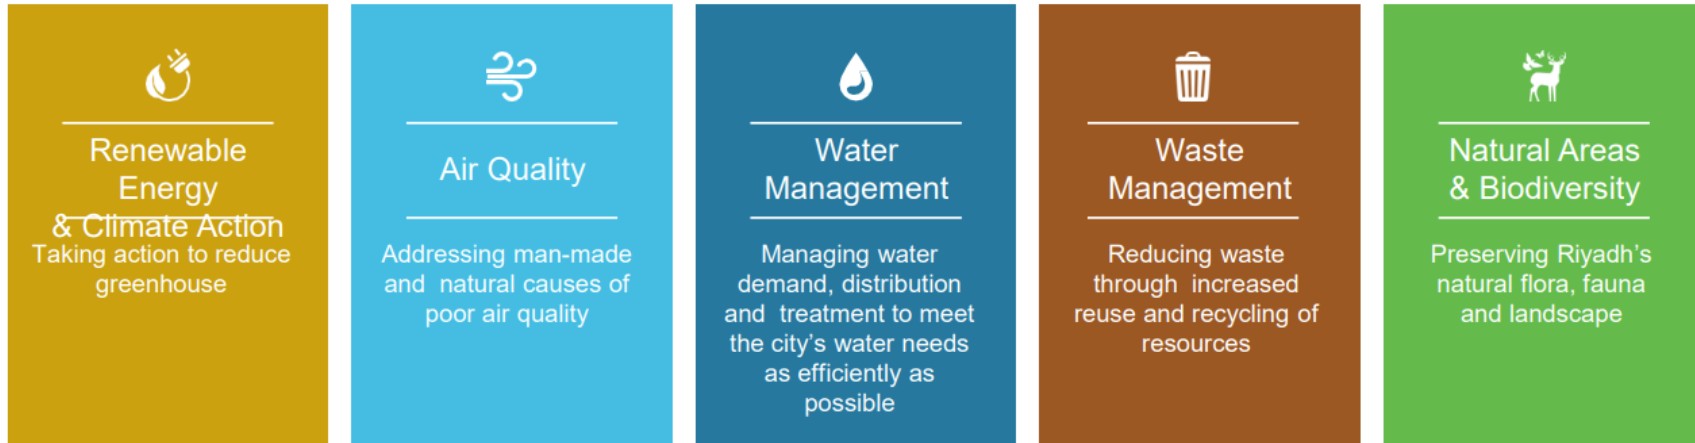 Renewable
Energy
& Climate Action
Taking action to reduce
greenhouse
Air Quality
Addressing man-made
and  natural causes of
poor air quality
Water
Management
Managing water
demand, distribution
and  treatment to meet
the city’s water needs
as efficiently as
possible
Waste
Management
Reducing waste
through  increased
reuse and recycling of
resources
Natural Areas
& Biodiversity
Preserving Riyadh’s
natural flora, fauna
and landscape